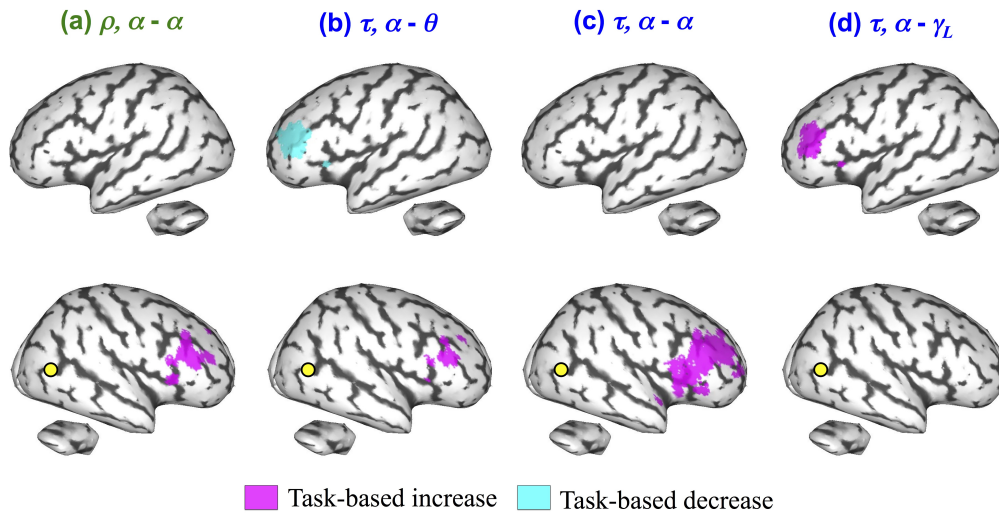 (a) ρ, α - α
(b) τ, α - θ
(c) τ, α - α
(d) τ, α - γL
Task-based increase
Task-based decrease